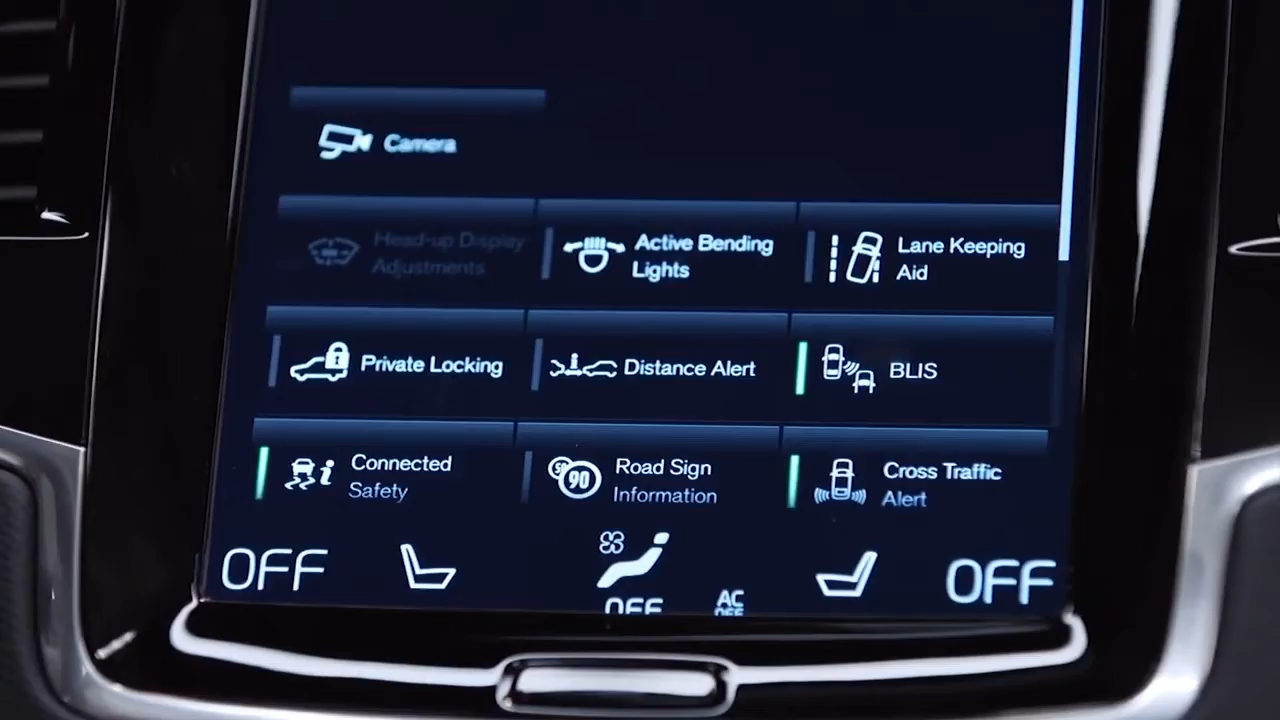 Camera
Head-up Display
Adjustments
Active Bending
Lights
Lane Keeping
Aid
Private Locking
Distance Alert
BLIS
Connected
Safety
90
Road Sign
Information
Cross Traffic
Alert
OFF
OFF
AC
OFF
OFF